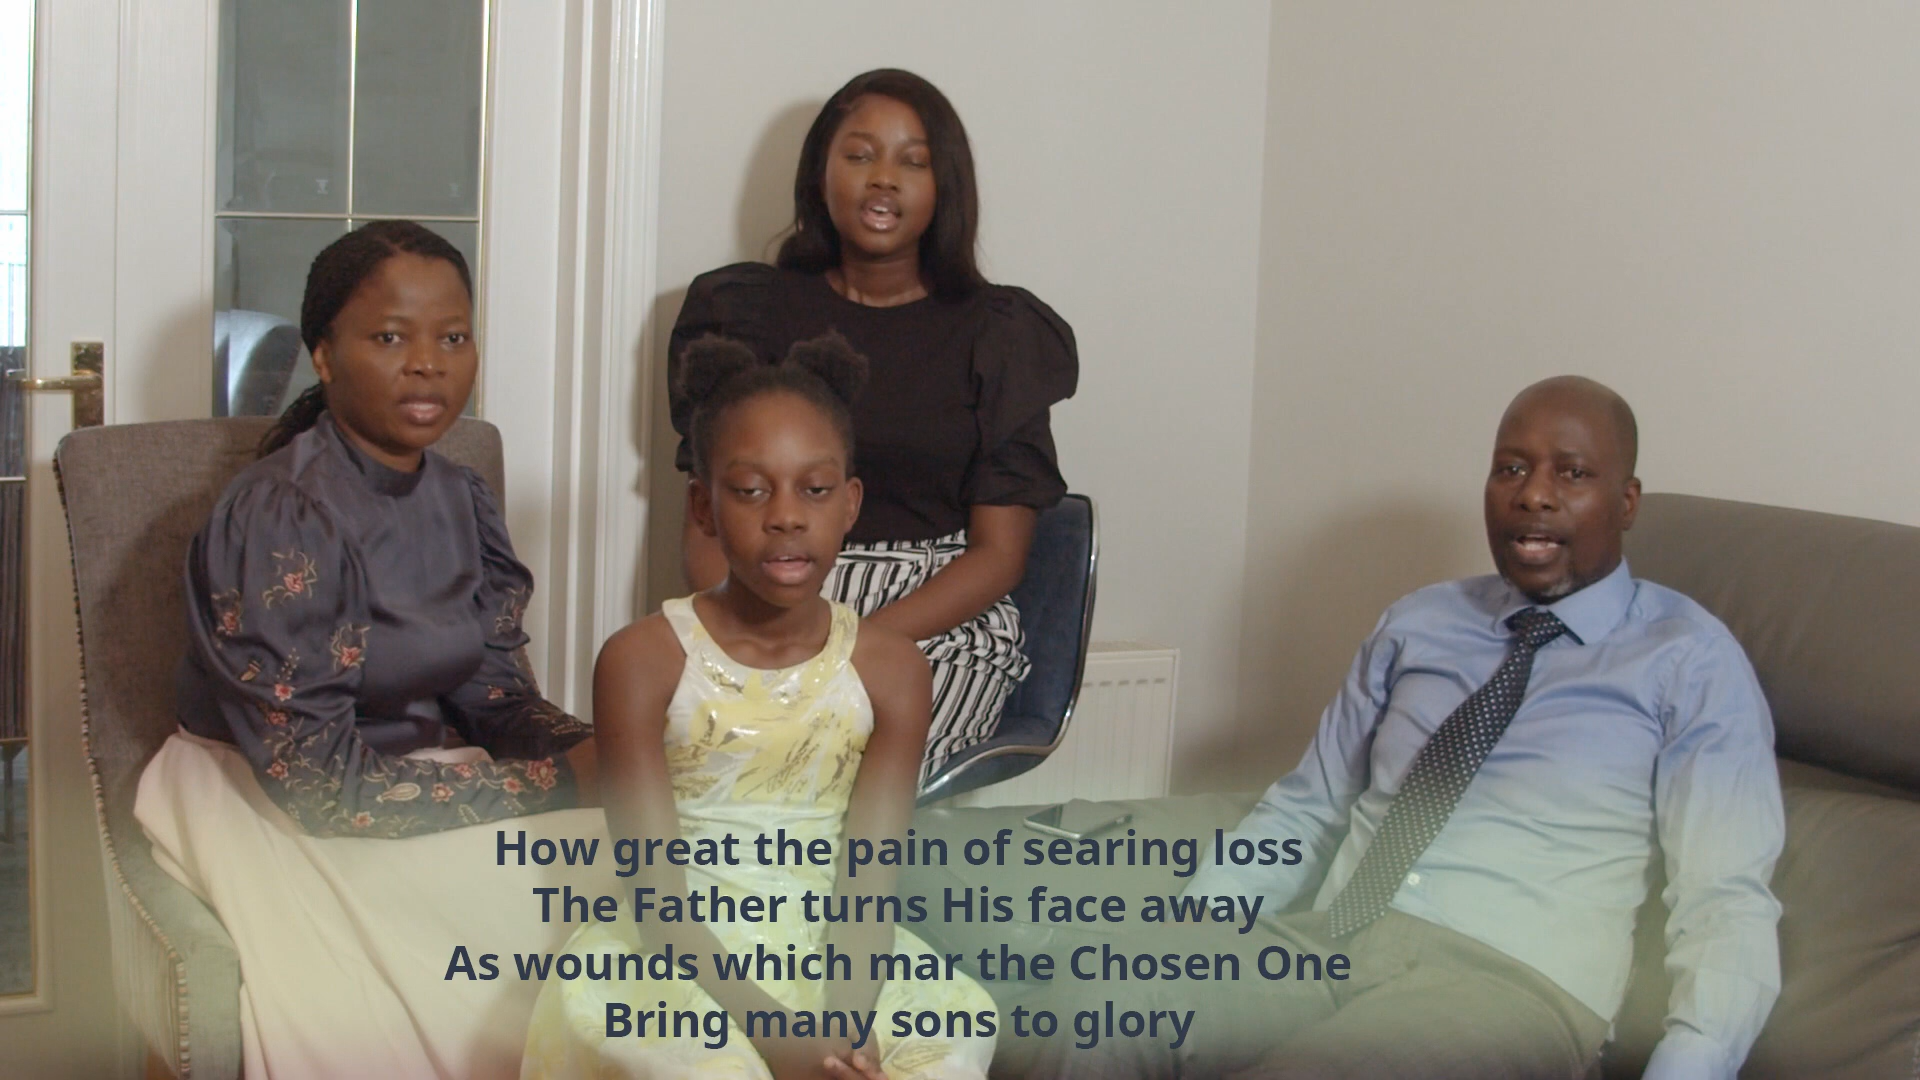 How great the pain of searing loss
The Father turns His face away
As wounds which mar the Chosen One
Bring many sons to glory